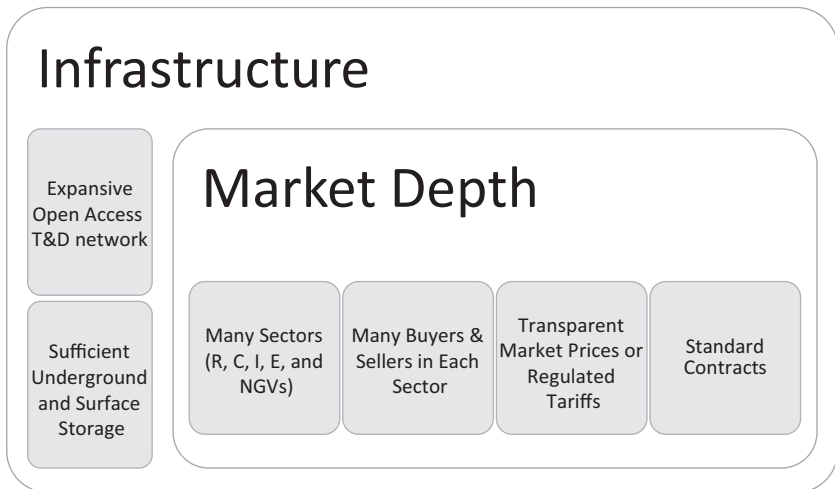 Infrastructure
Expansive
Open Access
T&D network
Sufficient
Underground
and Surface
Storage
Market Depth
Many Sectors
(R, C, I, E, and
NGVs)
Many Buyers &
Sellers in Each
Sector
Transparent
Market Prices or
Regulated
Tariffs
Standard
Contracts